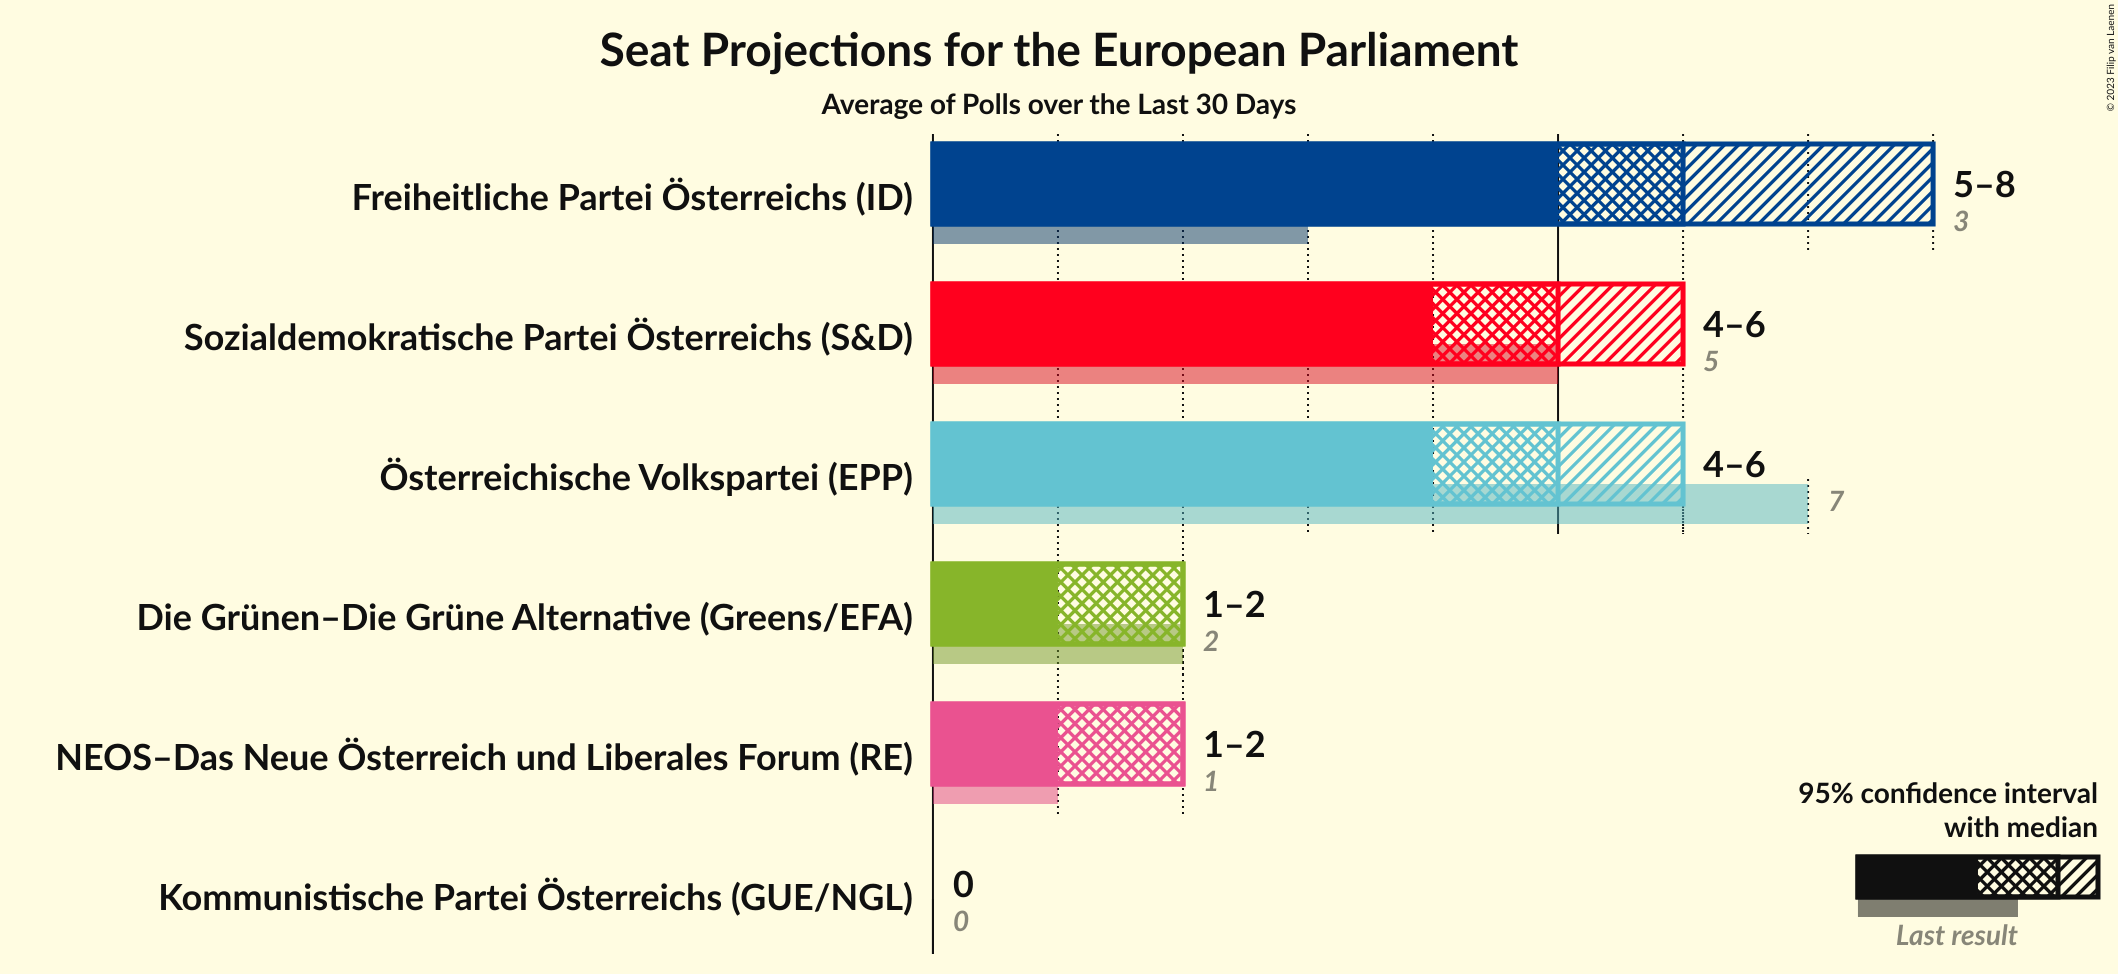 Seat Projections for the European Parliament
Average of Polls over the Last 30 Days
© 2023 Filip van Laenen
Freiheitliche Partei Österreichs (ID)
5–8
3
Sozialdemokratische Partei Österreichs (S&D)
4–6
5
Österreichische Volkspartei (EPP)
4–6
7
Die Grünen–Die Grüne Alternative (Greens/EFA)
1–2
2
NEOS–Das Neue Österreich und Liberales Forum (RE)
1–2
1
Kommunistische Partei Österreichs (GUE/NGL)
0
0
95% confidence interval
with median
Last result